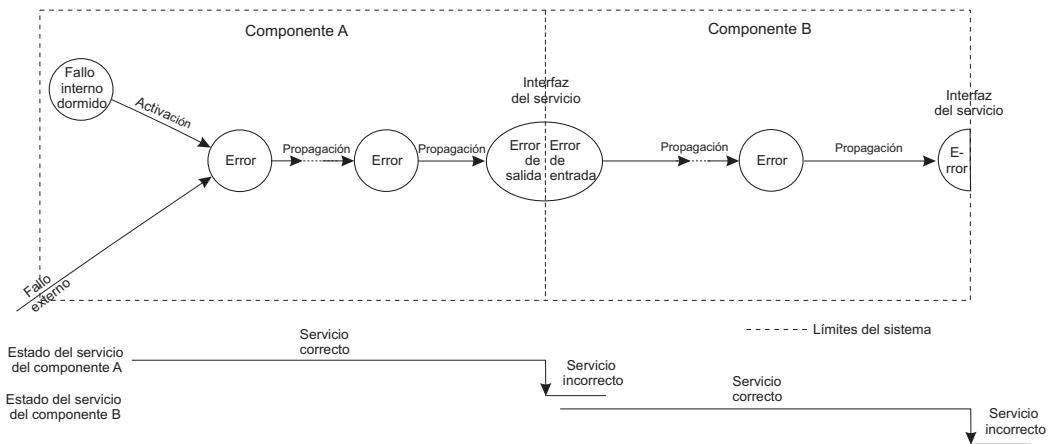 Componente A
Componente B
Fallo
interno
dormido
Activación
Interfaz
del servicio
Interfaz
del servicio
Error
Propagación
Error
Propagación
Error
de
salida
Error
de
entrada
Propagación
Error
Propagación
E-
rror
Fallo
externo
Límites del sistema
Servicio
correcto
Estado del servicio
del componente A
Servicio
incorrecto
Servicio
correcto
Estado del servicio
del componente B
Servicio
incorrecto